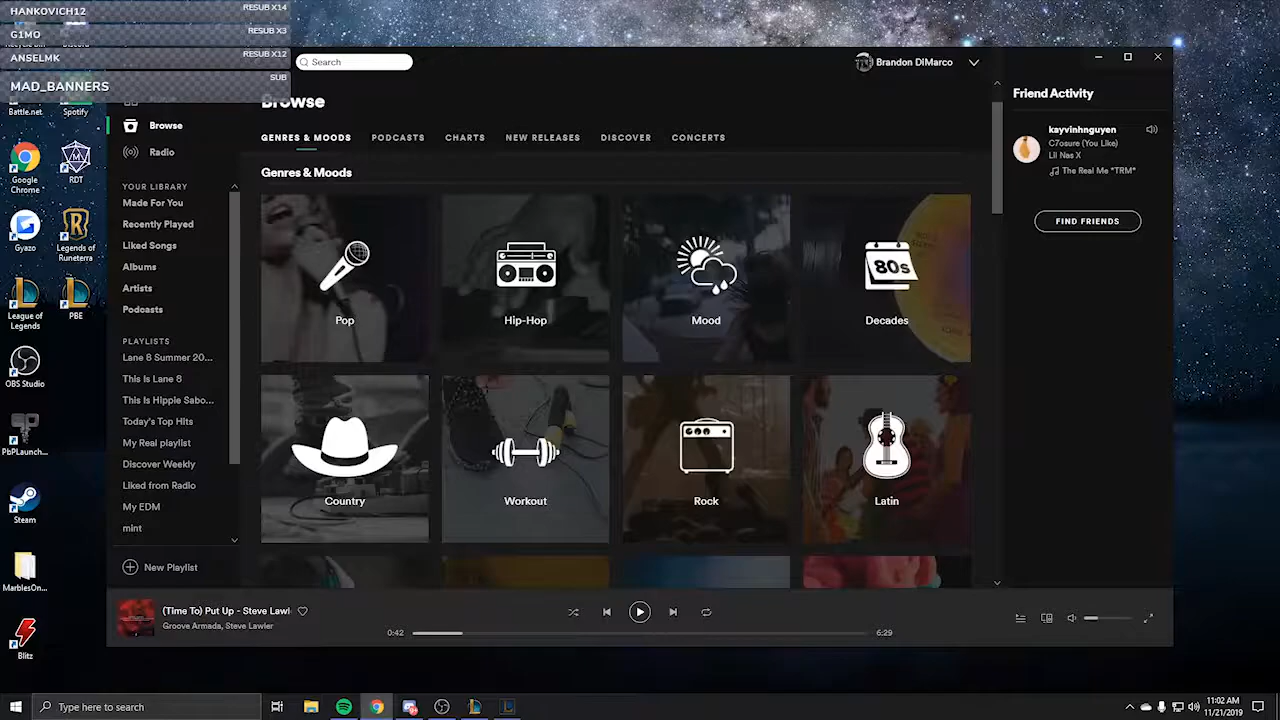 HANKOVICH12
RESUB X14
G1MO
RESUB X3
ANSELMK
RESUB X12
MAD_BANNERS
SUB
Battle.net
Spotify
Google
Chrome
RDT
Gyazo
Legends of
Runeterra
League of
Legends
PBE
OBS Studio
PbPLaunch...
Steam
MarblesOn...
Blitz
Search
Brandon DiMarco
Browse
Radio
YOUR LIBRARY
Made For You
Recently Played
Liked Songs
Albums
Artists
Podcasts
PLAYLISTS
Lane 8 Summer 20...
This Is Lane 8
This Is Hippie Sabo...
Today's Top Hits
My Real playlist
Discover Weekly
Liked from Radio
My EDM
mint
New Playlist
Browse
GENRES & MOODS
PODCASTS
CHARTS
NEW RELEASES
DISCOVER
CONCERTS
Genres & Moods
Pop
Hip-Hop
Mood
80s
Decades
Country
Workout
Rock
Latin
Friend Activity
kayvinhnguyen
C7osure (You Like)
Lil Nas X
The Real Me *TRM*
FIND FRIENDS
(Time To) Put Up - Steve Lawl
Groove Armada, Steve Lawler
0:42
6:29
Type here to search
11:02 AM
11/21/2019